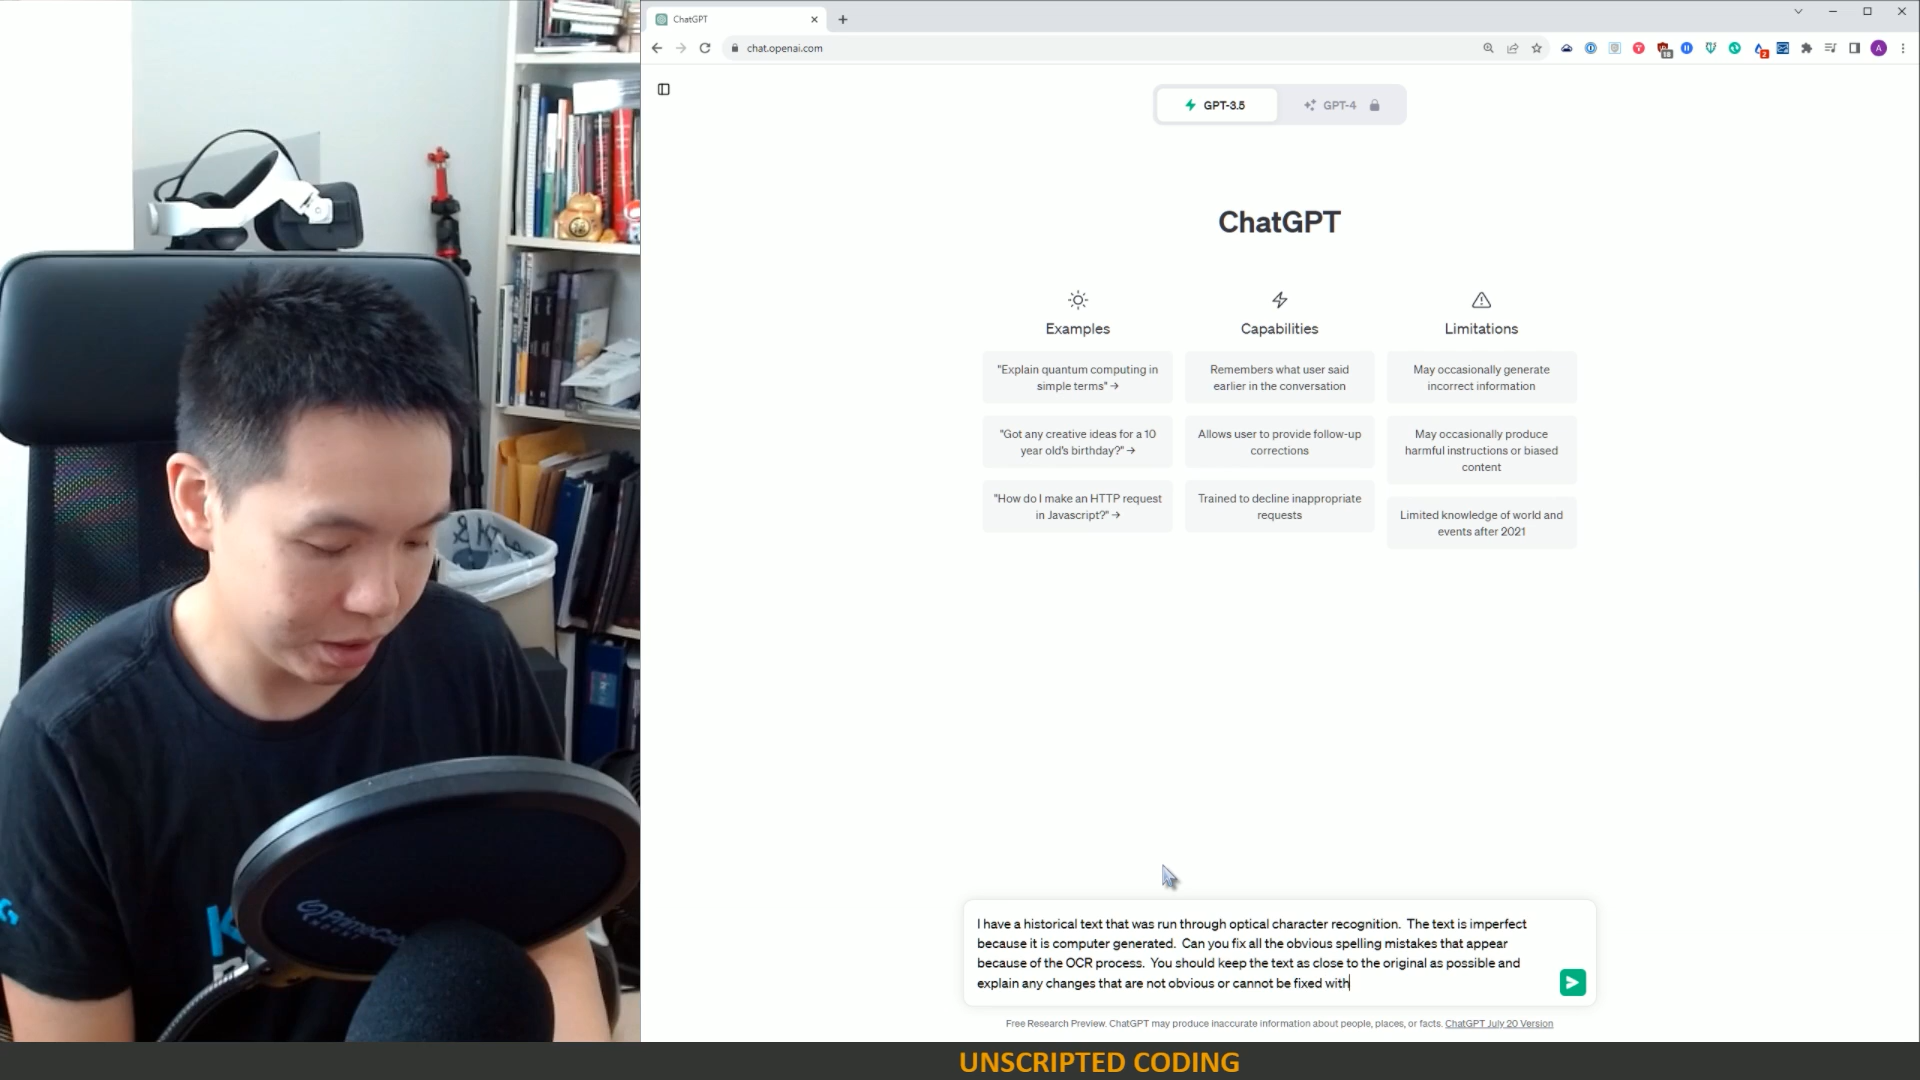 ChatGPT
chat.openai.com
18
2
A
GPT-3.5
GPT-4
ChatGPT
Examples
"Explain quantum computing in
simple terms" →
"Got any creative ideas for a 10
year old's birthday?" →
"How do I make an HTTP request
in Javascript?" →
Capabilities
Remembers what user said
earlier in the conversation
Allows user to provide follow-up
corrections
Trained to decline inappropriate
requests
Limitations
May occasionally generate
incorrect information
May occasionally produce
harmful instructions or biased
content
Limited knowledge of world and
events after 2021
I have a historical text that was run through optical character recognition.  The text is imperfect
because it is computer generated.  Can you fix all the obvious spelling mistakes that appear
because of the OCR process.  You should keep the text as close to the original as possible and
explain any changes that are not obvious or cannot be fixed with
Free Research Preview. ChatGPT may produce inaccurate information about people, places, or facts. ChatGPT July 20 Version
UNSCRIPTED CODING